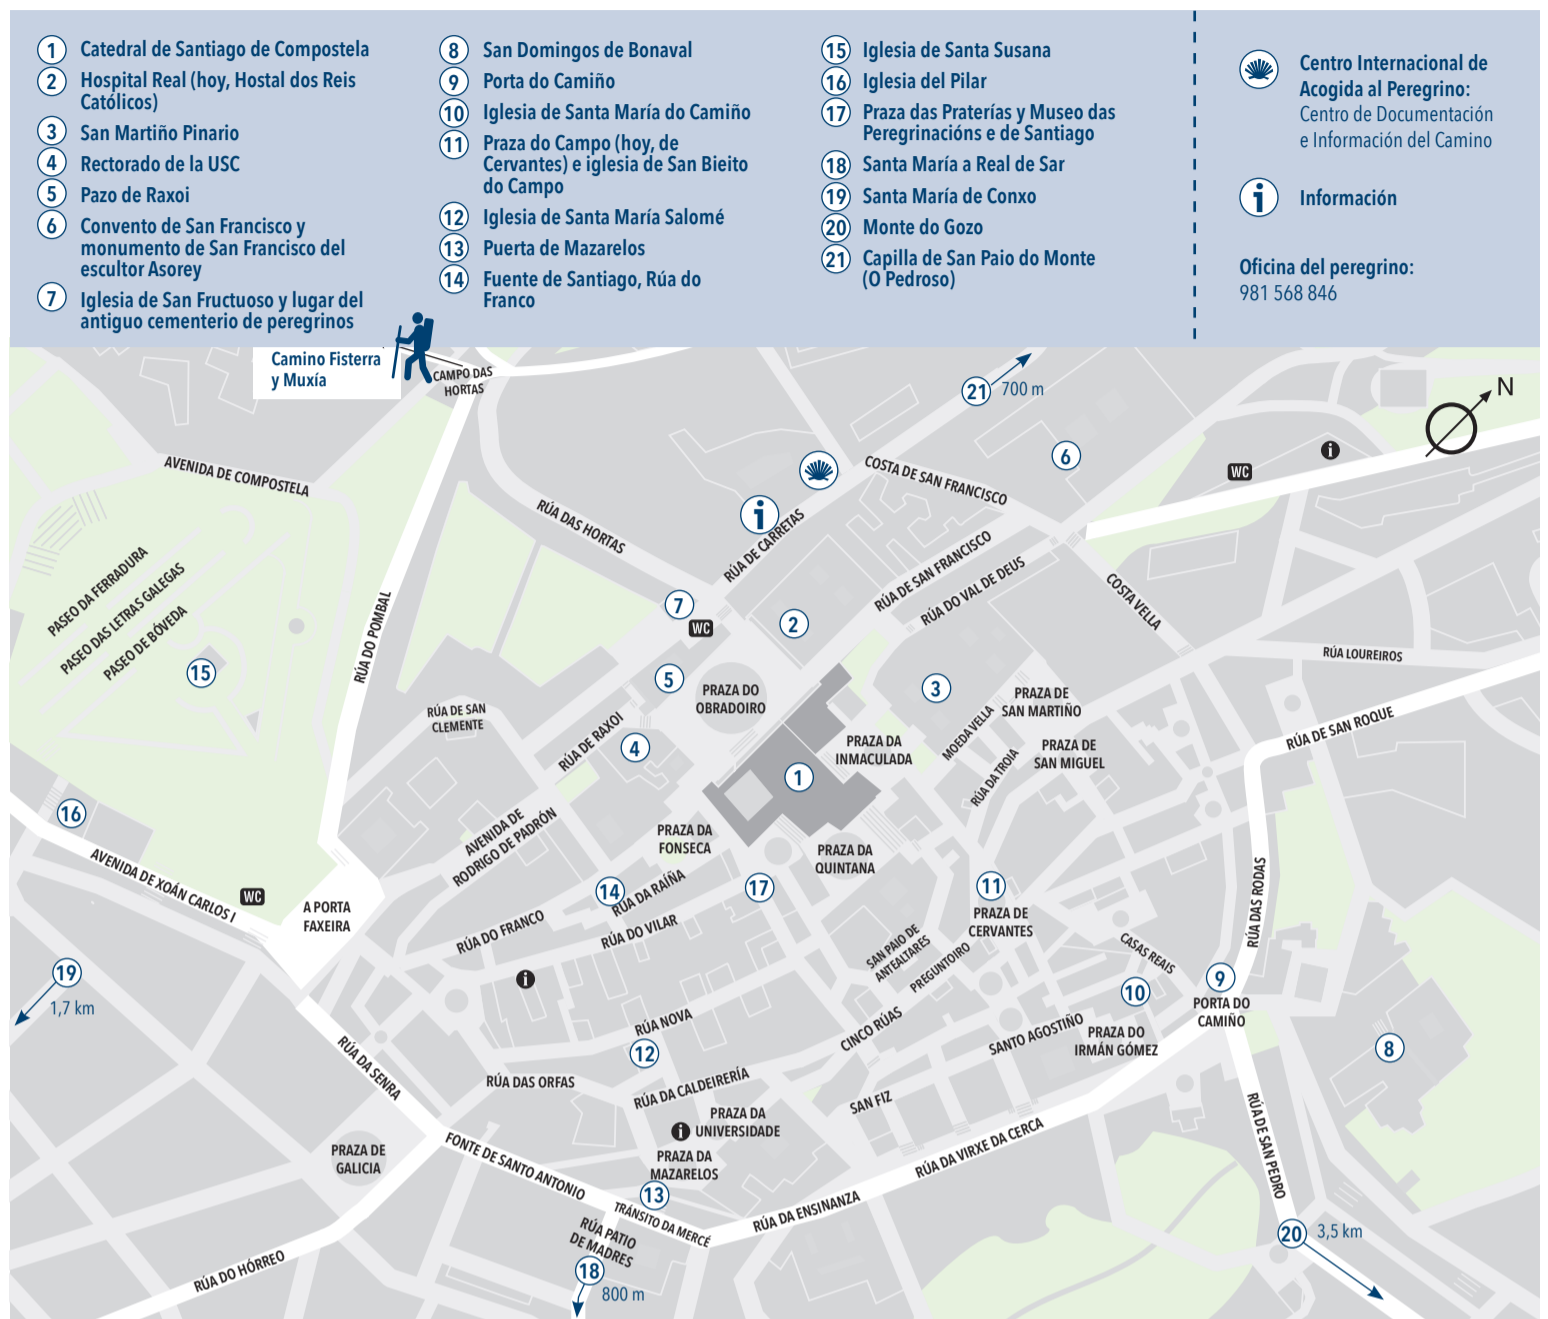 1 Catedral de Santiago de Compostela
2 Hospital Real (hoy, Hostal dos Reis
Católicos)
3 San Martiño Pinario
4 Rectorado de la USC
5 Pazo de Raxoi
6 Convento de San Francisco y
monumento de San Francisco del
escultor Asorey
7 Iglesia de San Fructuoso y lugar del
antiguo cementerio de peregrinos
8 San Domingos de Bonaval
9 Porta do Camiño
10 Iglesia de Santa María do Camiño
11 Praza do Campo (hoy, de
Cervantes) e iglesia de San Bieito
do Campo
12 Iglesia de Santa María Salomé
13 Puerta de Mazarelos
14 Fuente de Santiago, Rúa do
Franco
15 Iglesia de Santa Susana
16 Iglesia del Pilar
17 Praza das Praterías y Museo das
Peregrinacións e de Santiago
18 Santa María a Real de Sar
19 Santa María de Conxo
20 Monte do Gozo
21 Capilla de San Paio do Monte
(O Pedroso)
Centro Internacional de
Acogida al Peregrino:
Centro de Documentación
e Información del Camino
i Información
Oficina del peregrino:
981 568 846
Camino Fisterra
y Muxía
CAMPO DAS
HORTAS
21 700 m
N
6
i
WC
AVENIDA DE COMPOSTELA
COSTA DE SAN FRANCISCO
RÚA DAS HORTAS
i
RÚA DE CARRETAS
RÚA DE SAN FRANCISCO
RÚA DO VAL DE DEUS
COSTA VELLA
PASEO DA FERRADURA
PASEO DAS LETRAS GALEGAS
PASEO DE BÓVEDA
15
RÚA DO POMBAL
7
WC
2
RÚA LOUREIROS
5
PRAZA DO
OBRADOIRO
3
PRAZA DE
SAN MARTIÑO
RÚA DE SAN
CLEMENTE
RÚA DE RAXOI
4
MOEDA VELLA
PRAZA DA
INMACULADA
PRAZA DE
SAN MIGUEL
RÚA DE SAN ROQUE
1
RÚA DA TROIA
16
AVENIDA DE
RODRIGO DE PADRÓN
PRAZA DA
FONSECA
PRAZA DA
QUINTANA
AVENIDA DE XOÁN CARLOS I
WC
A PORTA
FAXEIRA
14
RÚA DA RAÍÑA
17
11
PRAZA DE
CERVANTES
RÚA DAS RODAS
RÚA DO FRANCO
RÚA DO VILAR
SAN PAIO DE
ANTEALTARES
PREGUNTOIRO
CASAS REAIS
19
1,7 km
i
10
9
PORTA DO
CAMIÑO
RÚA NOVA
CINCO RÚAS
SANTO AGOSTIÑO
PRAZA DO
IRMÁN GÓMEZ
8
12
RÚA DA SENRA
RÚA DAS ORFAS
RÚA DA CALDEIRERÍA
SAN FIZ
PRAZA DA
UNIVERSIDADE
i
RÚA DE SAN PEDRO
PRAZA DE
GALICIA
FONTE DE SANTO ANTONIO
PRAZA DA
MAZARELOS
RÚA DA VIRXE DA CERCA
13
TRÁNSITO DA MERCÉ
RÚA DA ENSINANZA
RÚA PATIO
DE MADRES
20 3,5 km
RÚA DO HÓRREO
18
800 m